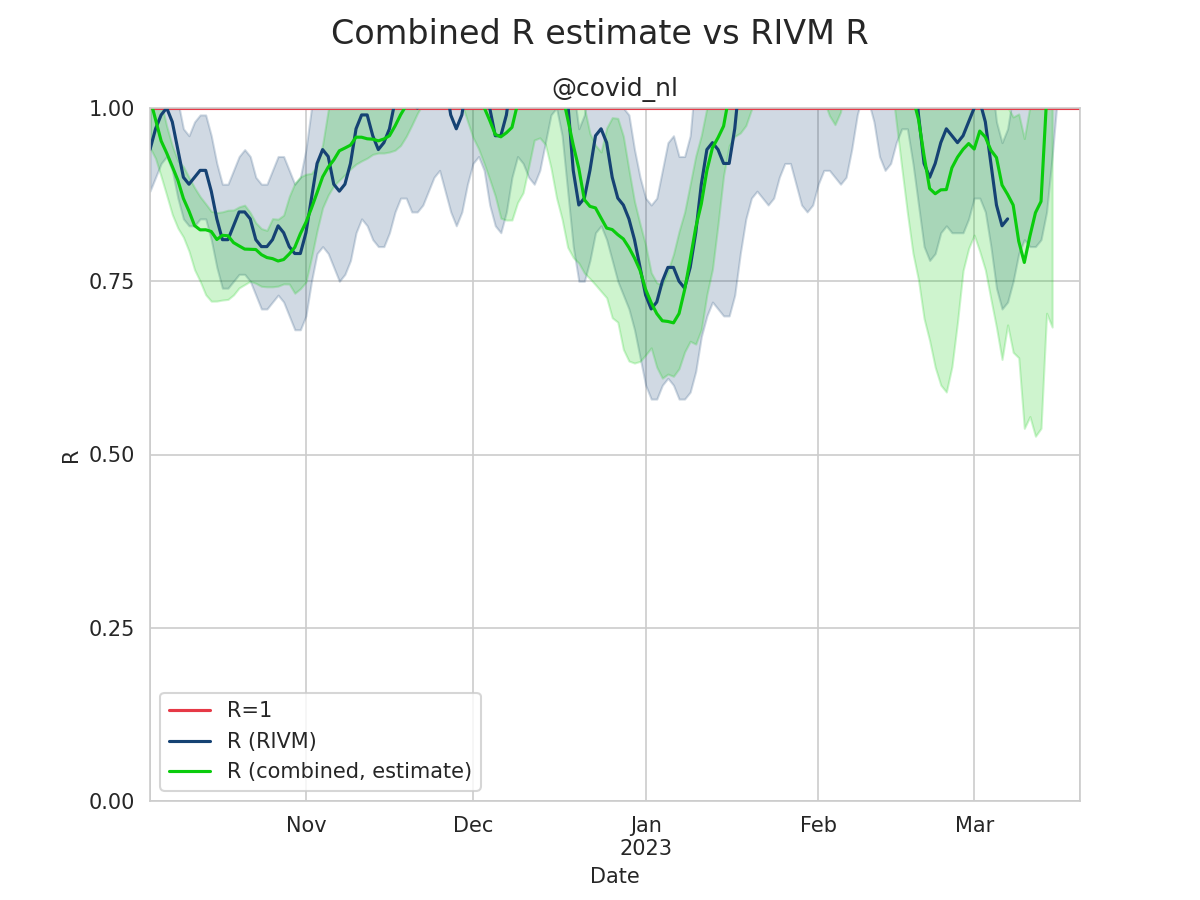 Combined R estimate vs RIVM R
@covid_nl
1.00
0.75
0.50
0.25
0.00
R
R=1
R (RIVM)
R (combined, estimate)
Nov Dec Jan Feb Mar
2023
Date